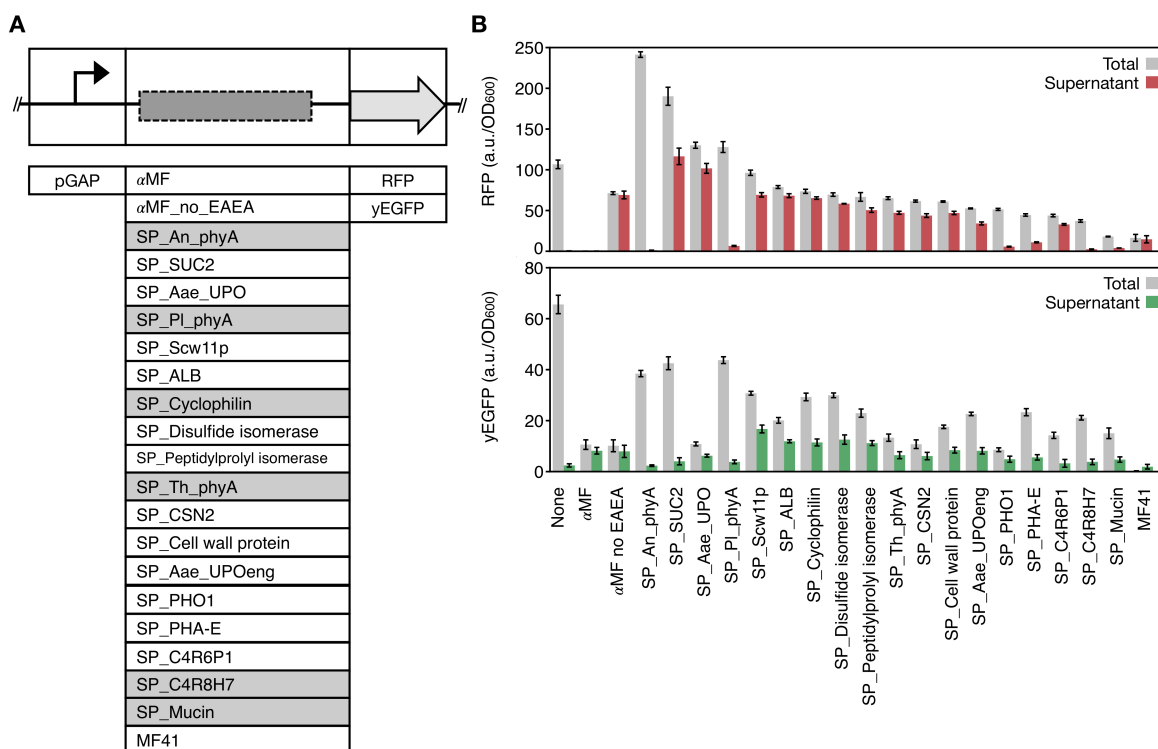 A
//
//
pGAP
αMF
RFP
αMF_no_EAEA
yEGFP
SP_An_phyA
SP_SUC2
SP_Aae_UPO
SP_Pl_phyA
SP_Scw11p
SP_ALB
SP_Cyclophilin
SP_Disulfide isomerase
SP_Peptidylprolyl isomerase
SP_Th_phyA
SP_CSN2
SP_Cell wall protein
SP_Aae_UPOeng
SP_PHO1
SP_PHA-E
SP_C4R6P1
SP_C4R8H7
SP_Mucin
MF41
B
RFP (a.u./OD600)
250
200
150
100
50
0
Total
Supernatant
yEGFP (a.u./OD600)
80
60
40
20
0
Total
Supernatant
None
αMF
αMF no EAEA
SP_An_phyA
SP_SUC2
SP_Aae_UPO
SP_Pl_phyA
SP_Scw11p
SP_ALB
SP_Cyclophilin
SP_Disulfide isomerase
SP_Peptidylprolyl isomerase
SP_Th_phyA
SP_CSN2
SP_Cell wall protein
SP_Aae_UPOeng
SP_PHO1
SP_PHA-E
SP_C4R6P1
SP_C4R8H7
SP_Mucin
MF41